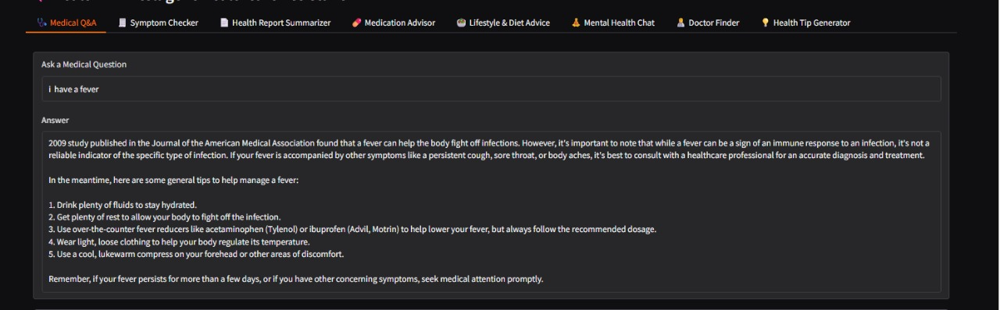 Medical Q&A Symptom Checker Health Report Summarizer Medication Advisor Lifestyle & Diet Advice Mental Health Chat Doctor Finder Health Tip Generator
Ask a Medical Question
i have a fever
Answer
2009 study published in the Journal of the American Medical Association found that a fever can help the body fight off infections. However, it's important to note that while a fever can be a sign of an immune response to an infection, it's not a
reliable indicator of the specific type of infection. If your fever is accompanied by other symptoms like a persistent cough, sore throat, or body aches, it's best to consult with a healthcare professional for an accurate diagnosis and treatment.
In the meantime, here are some general tips to help manage a fever:
1. Drink plenty of fluids to stay hydrated.
2. Get plenty of rest to allow your body to fight off the infection.
3. Use over-the-counter fever reducers like acetaminophen (Tylenol) or ibuprofen (Advil, Motrin) to help lower your fever, but always follow the recommended dosage.
4. Wear light, loose clothing to help your body regulate its temperature.
5. Use a cool, lukewarm compress on your forehead or other areas of discomfort.
Remember, if your fever persists for more than a few days, or if you have other concerning symptoms, seek medical attention promptly.